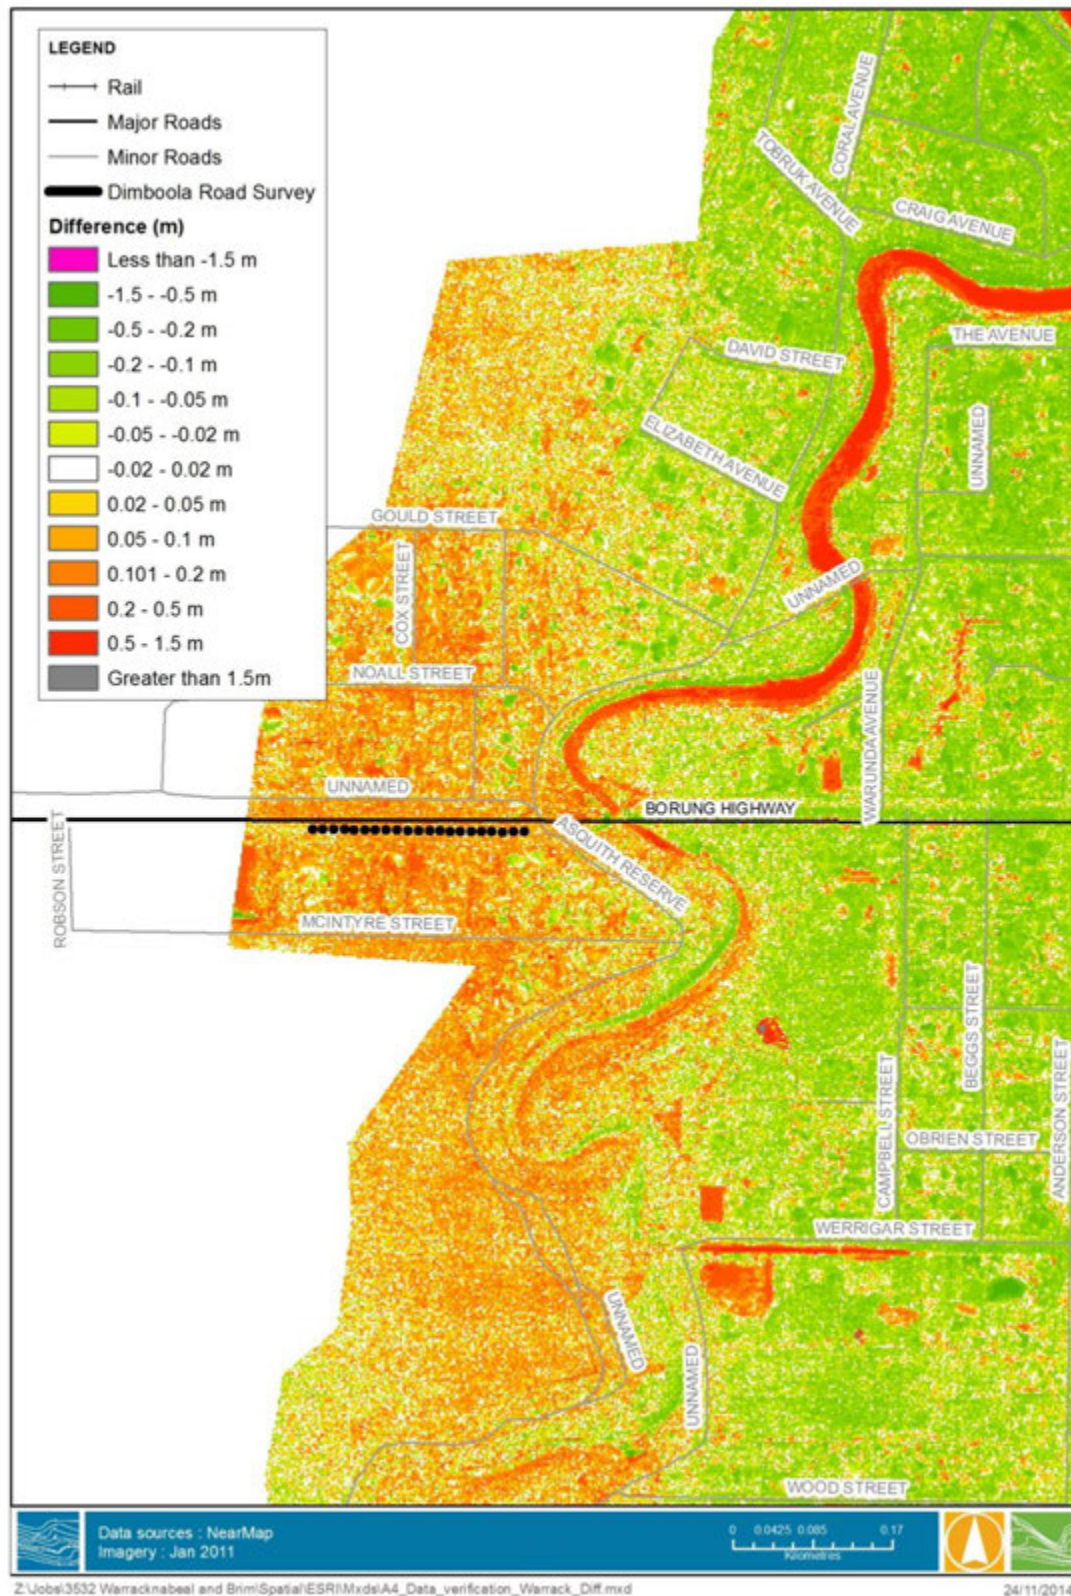 LEGEND
Rail
Major Roads
Minor Roads
Dimboola Road Survey
Difference (m)
Less than -1.5 m
-1.5 - -0.5 m
-0.5 - -0.2 m
-0.2 - -0.1 m
-0.1 - -0.05 m
-0.05 - -0.02 m
-0.02 - 0.02 m
0.02 - 0.05 m
0.05 - 0.1 m
0.101 - 0.2 m
0.2 - 0.5 m
0.5 - 1.5 m
Greater than 1.5m
CORAL AVENUE
TOBRUK AVENUE
CRAIG AVENUE
THE AVENUE
DAVID STREET
UNNAMED
ELIZABETH AVENUE
GOULD STREET
COX STREET
UNNAMED
NOALL STREET
WARUNDA AVENUE
UNNAMED
BORUNG HIGHWAY
ROBSON STREET
ASQUITH RESERVE
MCINTYRE STREET
BEGGS STREET
CAMPBELL STREET
ANDERSON STREET
OBRIEN STREET
WERRIGAR STREET
UNNAMED
UNNAMED
WOOD STREET
Data sources : NearMap
Imagery : Jan 2011
0 0.0425 0.085 0.17
Kilometres
Z:\Jobs\3532 Warracknabeal and Brim\Spatial\ESRI\Mxds\A4_Data_verification_Warrack_Diff.mxd
24/11/2014